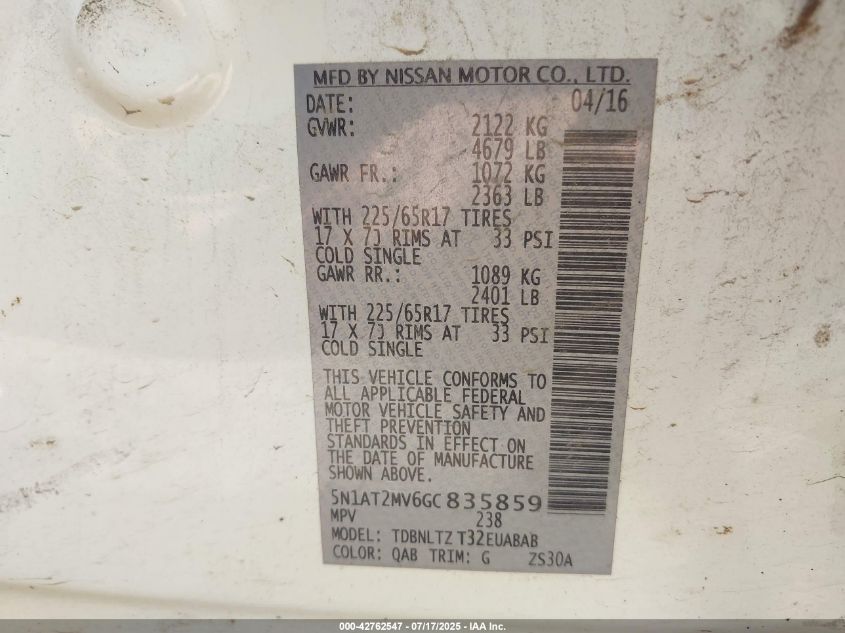 MFD BY NISSAN MOTOR CO., LTD.
DATE: 04/16
GVWR: 2122 KG
4679 LB
GAWR FR.: 1072 KG
2363 LB
WITH 225/65R17 TIRES
17 X 7J RIMS AT 33 PSI
COLD SINGLE
GAWR RR.: 1089 KG
2401 LB
WITH 225/65R17 TIRES
17 X 7J RIMS AT 33 PSI
COLD SINGLE
THIS VEHICLE CONFORMS TO
ALL APPLICABLE FEDERAL
MOTOR VEHICLE SAFETY AND
THEFT PREVENTION
STANDARDS IN EFFECT ON
THE DATE OF MANUFACTURE
SHOWN ABOVE.
5N1AT2MV6GC835859
MPV 238
MODEL: TDBNLTZ T32EUABAB
COLOR: QAB TRIM: G ZS30A
000-42762547 - 07/17/2025 - IAA Inc.